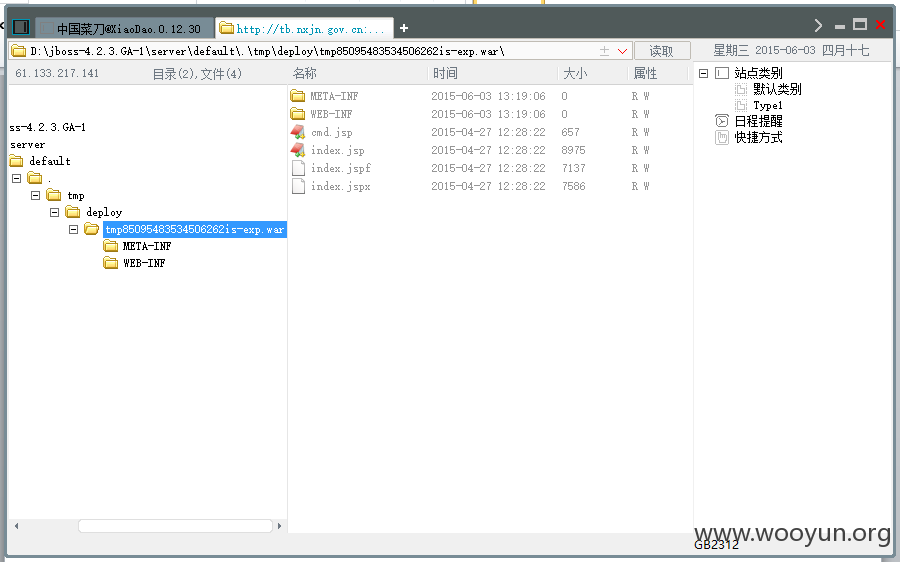 中国菜刀@XiaoDao.0.12.30
http://tb.nxjn.gov.cn:...
+
D:\jboss-4.2.3.GA-1\server\default\.\tmp\deploy\tmp85095483534506262is-exp.war\
读取
星期三 2015-06-03 四月十七
61.133.217.141 目录(2),文件(4)
名称 时间 大小 属性
META-INF 2015-06-03 13:19:06 0 R W
WEB-INF 2015-06-03 13:19:06 0 R W
cmd.jsp 2015-04-27 12:28:22 657 R W
index.jsp 2015-04-27 12:28:22 8975 R W
index.jspf 2015-04-27 12:28:22 7137 R W
index.jspx 2015-04-27 12:28:22 7586 R W
ss-4.2.3.GA-1
server
default
.
tmp
deploy
tmp85095483534506262is-exp.war
META-INF
WEB-INF
站点类别
默认类别
Type1
日程提醒
快捷方式
www.wooyun.org
GB2312